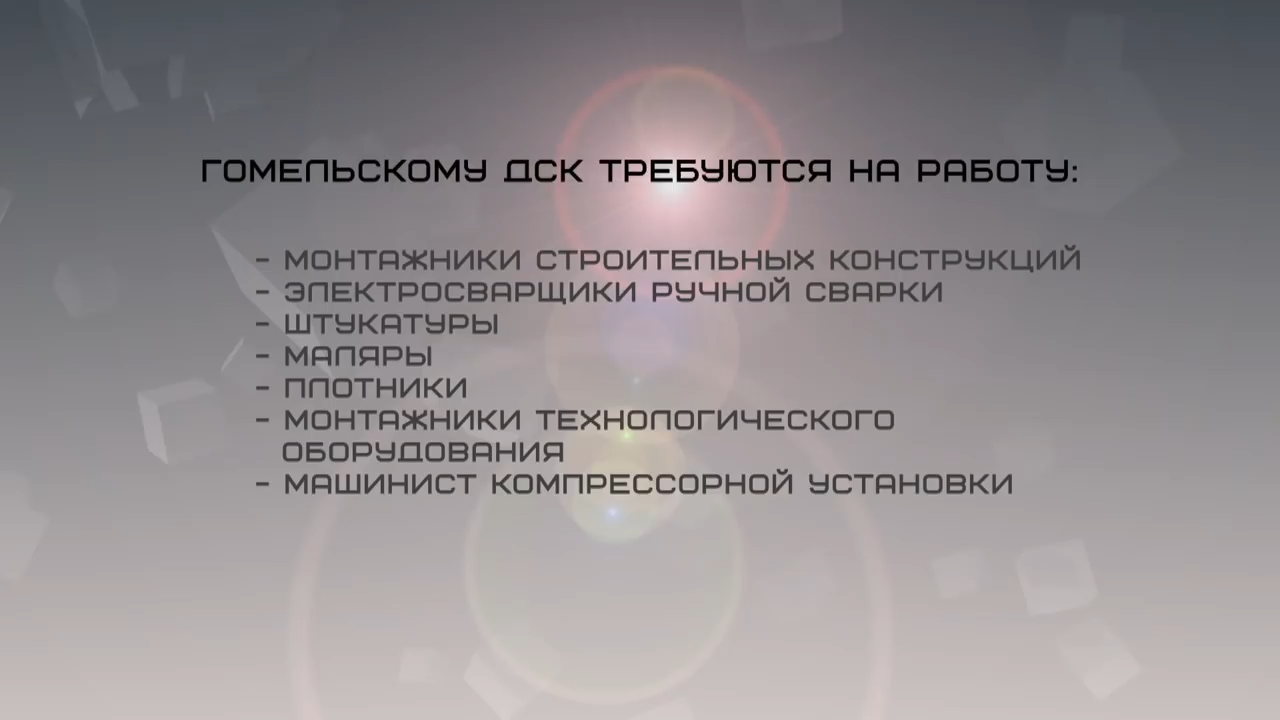 ГОМЕЛЬСКОМУ ДСК ТРЕБУЮТСЯ НА РАБОТУ:
- МОНТАЖНИКИ СТРОИТЕЛЬНЫХ КОНСТРУКЦИЙ
- ЭЛЕКТРОСВАРЩИКИ РУЧНОЙ СВАРКИ
- ШТУКАТУРЫ
- МАЛЯРЫ
- ПЛОТНИКИ
- МОНТАЖНИКИ ТЕХНОЛОГИЧЕСКОГО
ОБОРУДОВАНИЯ
- МАШИНИСТ КОМПРЕССОРНОЙ УСТАНОВКИ